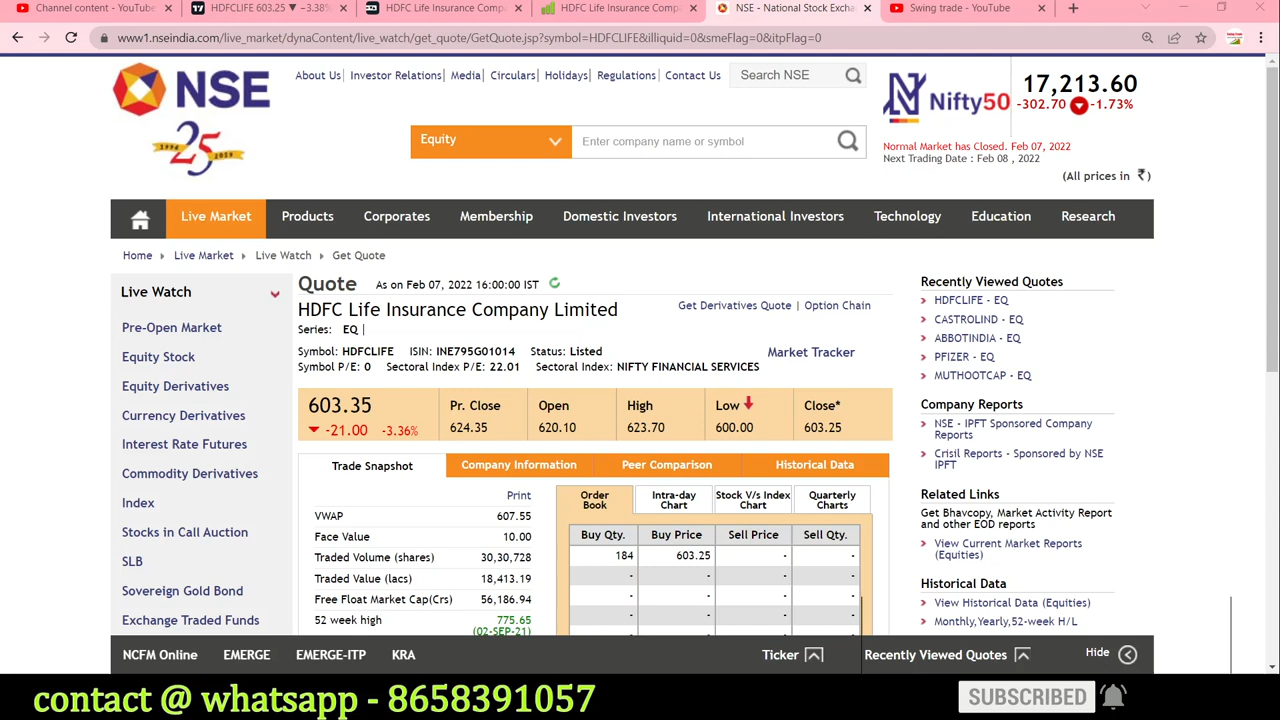 Channel content - YouTube
HDFCLIFE 603.25 ▼ −3.38%
HDFC Life Insurance Company
HDFC Life Insurance Company
NSE - National Stock Exchan
Swing trade - YouTube
www1.nseindia.com/live_market/dynaContent/live_watch/get_quote/GetQuote.jsp?symbol=HDFCLIFE&illiquid=0&smeFlag=0&itpFlag=0
NSE
25
1994
2019
About Us | Investor Relations | Media | Circulars | Holidays | Regulations | Contact Us
Search NSE
Equity
Enter company name or symbol
Nifty50
17,213.60
-302.70 -1.73%
Normal Market has Closed. Feb 07, 2022
Next Trading Date : Feb 08 , 2022
(All prices in ₹)
Live Market Products Corporates Membership Domestic Investors International Investors Technology Education Research
Home Live Market Live Watch Get Quote
Live Watch
Pre-Open Market
Equity Stock
Equity Derivatives
Currency Derivatives
Interest Rate Futures
Commodity Derivatives
Index
Stocks in Call Auction
SLB
Sovereign Gold Bond
Exchange Traded Funds
Quote As on Feb 07, 2022 16:00:00 IST
HDFC Life Insurance Company Limited
Get Derivatives Quote | Option Chain
Series: EQ |
Symbol: HDFCLIFE ISIN: INE795G01014 Status: Listed
Market Tracker
Symbol P/E: 0 Sectoral Index P/E: 22.01 Sectoral Index: NIFTY FINANCIAL SERVICES
603.35
-21.00 -3.36%
Pr. Close
624.35
Open
620.10
High
623.70
Low
600.00
Close*
603.25
Trade Snapshot Company Information Peer Comparison Historical Data
Print
VWAP 607.55
Face Value 10.00
Traded Volume (shares) 30,30,728
Traded Value (lacs) 18,413.19
Free Float Market Cap(Crs) 56,186.94
52 week high 775.65
(02-SEP-21)
Order Book
Intra-day Chart
Stock V/s Index Chart
Quarterly Charts
Buy Qty. Buy Price Sell Price Sell Qty.
184 603.25 - -
- - - -
- - - -
- - - -
Recently Viewed Quotes
HDFCLIFE - EQ
CASTROLIND - EQ
ABBOTINDIA - EQ
PFIZER - EQ
MUTHOOTCAP - EQ
Company Reports
NSE - IPFT Sponsored Company
Reports
Crisil Reports - Sponsored by NSE
IPFT
Related Links
Get Bhavcopy, Market Activity Report
and other EOD reports
View Current Market Reports
(Equities)
Historical Data
View Historical Data (Equities)
Monthly,Yearly,52-week H/L
NCFM Online EMERGE EMERGE-ITP KRA Ticker Recently Viewed Quotes Hide
contact @ whatsapp - 8658391057
SUBSCRIBED